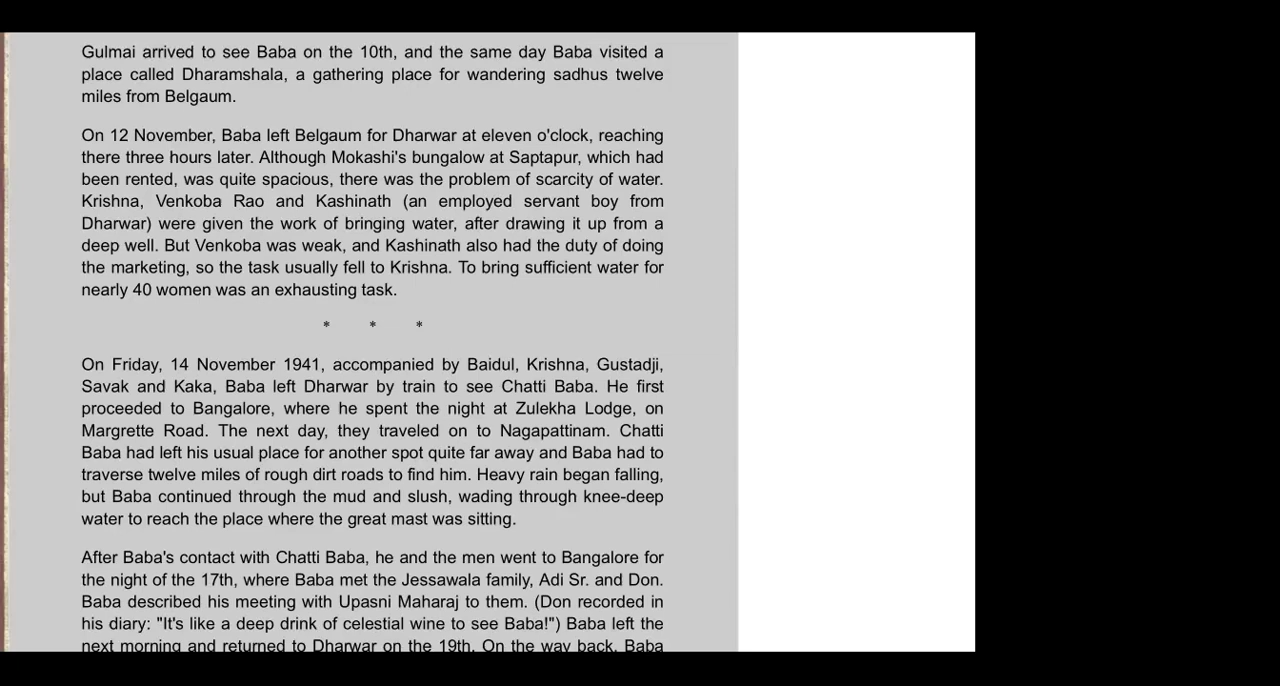 Gulmai arrived to see Baba on the 10th, and the same day Baba visited a
place called Dharamshala, a gathering place for wandering sadhus twelve
miles from Belgaum.
On 12 November, Baba left Belgaum for Dharwar at eleven o'clock, reaching
there three hours later. Although Mokashi's bungalow at Saptapur, which had
been rented, was quite spacious, there was the problem of scarcity of water.
Krishna, Venkoba Rao and Kashinath (an employed servant boy from
Dharwar) were given the work of bringing water, after drawing it up from a
deep well. But Venkoba was weak, and Kashinath also had the duty of doing
the marketing, so the task usually fell to Krishna. To bring sufficient water for
nearly 40 women was an exhausting task.
* * *
On Friday, 14 November 1941, accompanied by Baidul, Krishna, Gustadji,
Savak and Kaka, Baba left Dharwar by train to see Chatti Baba. He first
proceeded to Bangalore, where he spent the night at Zulekha Lodge, on
Margrette Road. The next day, they traveled on to Nagapattinam. Chatti
Baba had left his usual place for another spot quite far away and Baba had to
traverse twelve miles of rough dirt roads to find him. Heavy rain began falling,
but Baba continued through the mud and slush, wading through knee-deep
water to reach the place where the great mast was sitting.
After Baba's contact with Chatti Baba, he and the men went to Bangalore for
the night of the 17th, where Baba met the Jessawala family, Adi Sr. and Don.
Baba described his meeting with Upasni Maharaj to them. (Don recorded in
his diary: "It's like a deep drink of celestial wine to see Baba!") Baba left the
next morning and returned to Dharwar on the 19th. On the way back, Baba